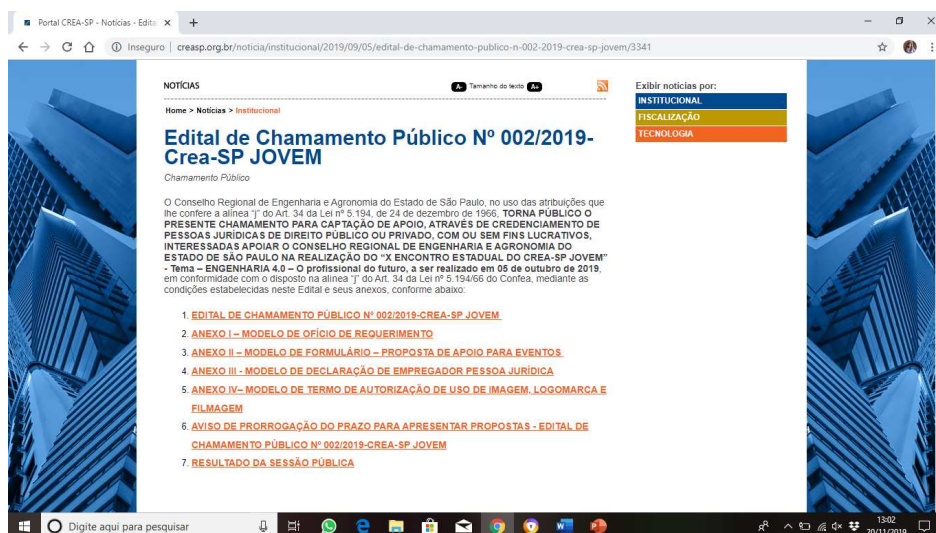 Portal CREA-SP - Notícias - Edita
Inseguro | creasp.org.br/noticia/institucional/2019/09/05/edital-de-chamamento-publico-n-002-2019-crea-sp-jovem/3341
NOTÍCIAS
A- Tamanho do texto A+
Exibir notícias por:
INSTITUCIONAL
FISCALIZAÇÃO
TECNOLOGIA
Home > Notícias > Institucional
Edital de Chamamento Público Nº 002/2019-
Crea-SP JOVEM
Chamamento Público
O Conselho Regional de Engenharia e Agronomia do Estado de São Paulo, no uso das atribuições que
lhe confere a alínea "j" do Art. 34 da Lei nº 5.194, de 24 de dezembro de 1966, TORNA PÚBLICO O
PRESENTE CHAMAMENTO PARA CAPTAÇÃO DE APOIO, ATRAVÉS DE CREDENCIAMENTO DE
PESSOAS JURÍDICAS DE DIREITO PÚBLICO OU PRIVADO, COM OU SEM FINS LUCRATIVOS,
INTERESSADAS APOIAR O CONSELHO REGIONAL DE ENGENHARIA E AGRONOMIA DO
ESTADO DE SÃO PAULO NA REALIZAÇÃO DO "X ENCONTRO ESTADUAL DO CREA-SP JOVEM"
- Tema – ENGENHARIA 4.0 – O profissional do futuro, a ser realizado em 05 de outubro de 2019,
em conformidade com o disposto na alínea "j" do Art. 34 da Lei nº 5.194/66 do Confea, mediante as
condições estabelecidas neste Edital e seus anexos, conforme abaixo:
1. EDITAL DE CHAMAMENTO PÚBLICO Nº 002/2019-CREA-SP JOVEM
2. ANEXO I – MODELO DE OFÍCIO DE REQUERIMENTO
3. ANEXO II – MODELO DE FORMULÁRIO – PROPOSTA DE APOIO PARA EVENTOS
4. ANEXO III - MODELO DE DECLARAÇÃO DE EMPREGADOR PESSOA JURÍDICA
5. ANEXO IV– MODELO DE TERMO DE AUTORIZAÇÃO DE USO DE IMAGEM, LOGOMARCA E
FILMAGEM
6. AVISO DE PRORROGAÇÃO DO PRAZO PARA APRESENTAR PROPOSTAS - EDITAL DE
CHAMAMENTO PÚBLICO Nº 002/2019-CREA-SP JOVEM
7. RESULTADO DA SESSÃO PÚBLICA
Digite aqui para pesquisar
13:02
20/11/2019